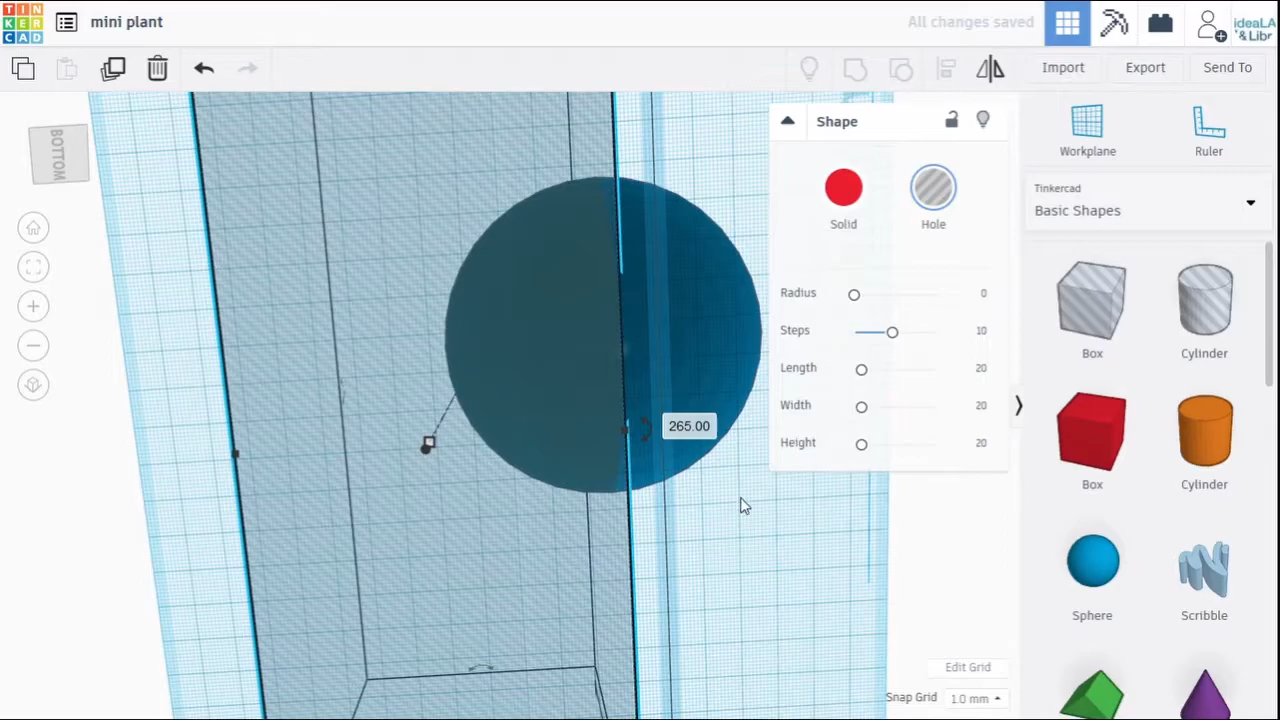 TIN
KER
CAD
mini plant
All changes saved
ideaLA
& Libr
Import
Export
Send To
BOTTOM
Shape
Solid
Hole
Radius 0
Steps 10
Length 20
Width 20
Height 20
265.00
Workplane
Ruler
Tinkercad
Basic Shapes
Box
Cylinder
Box
Cylinder
Sphere
Scribble
Edit Grid
Snap Grid 1.0 mm